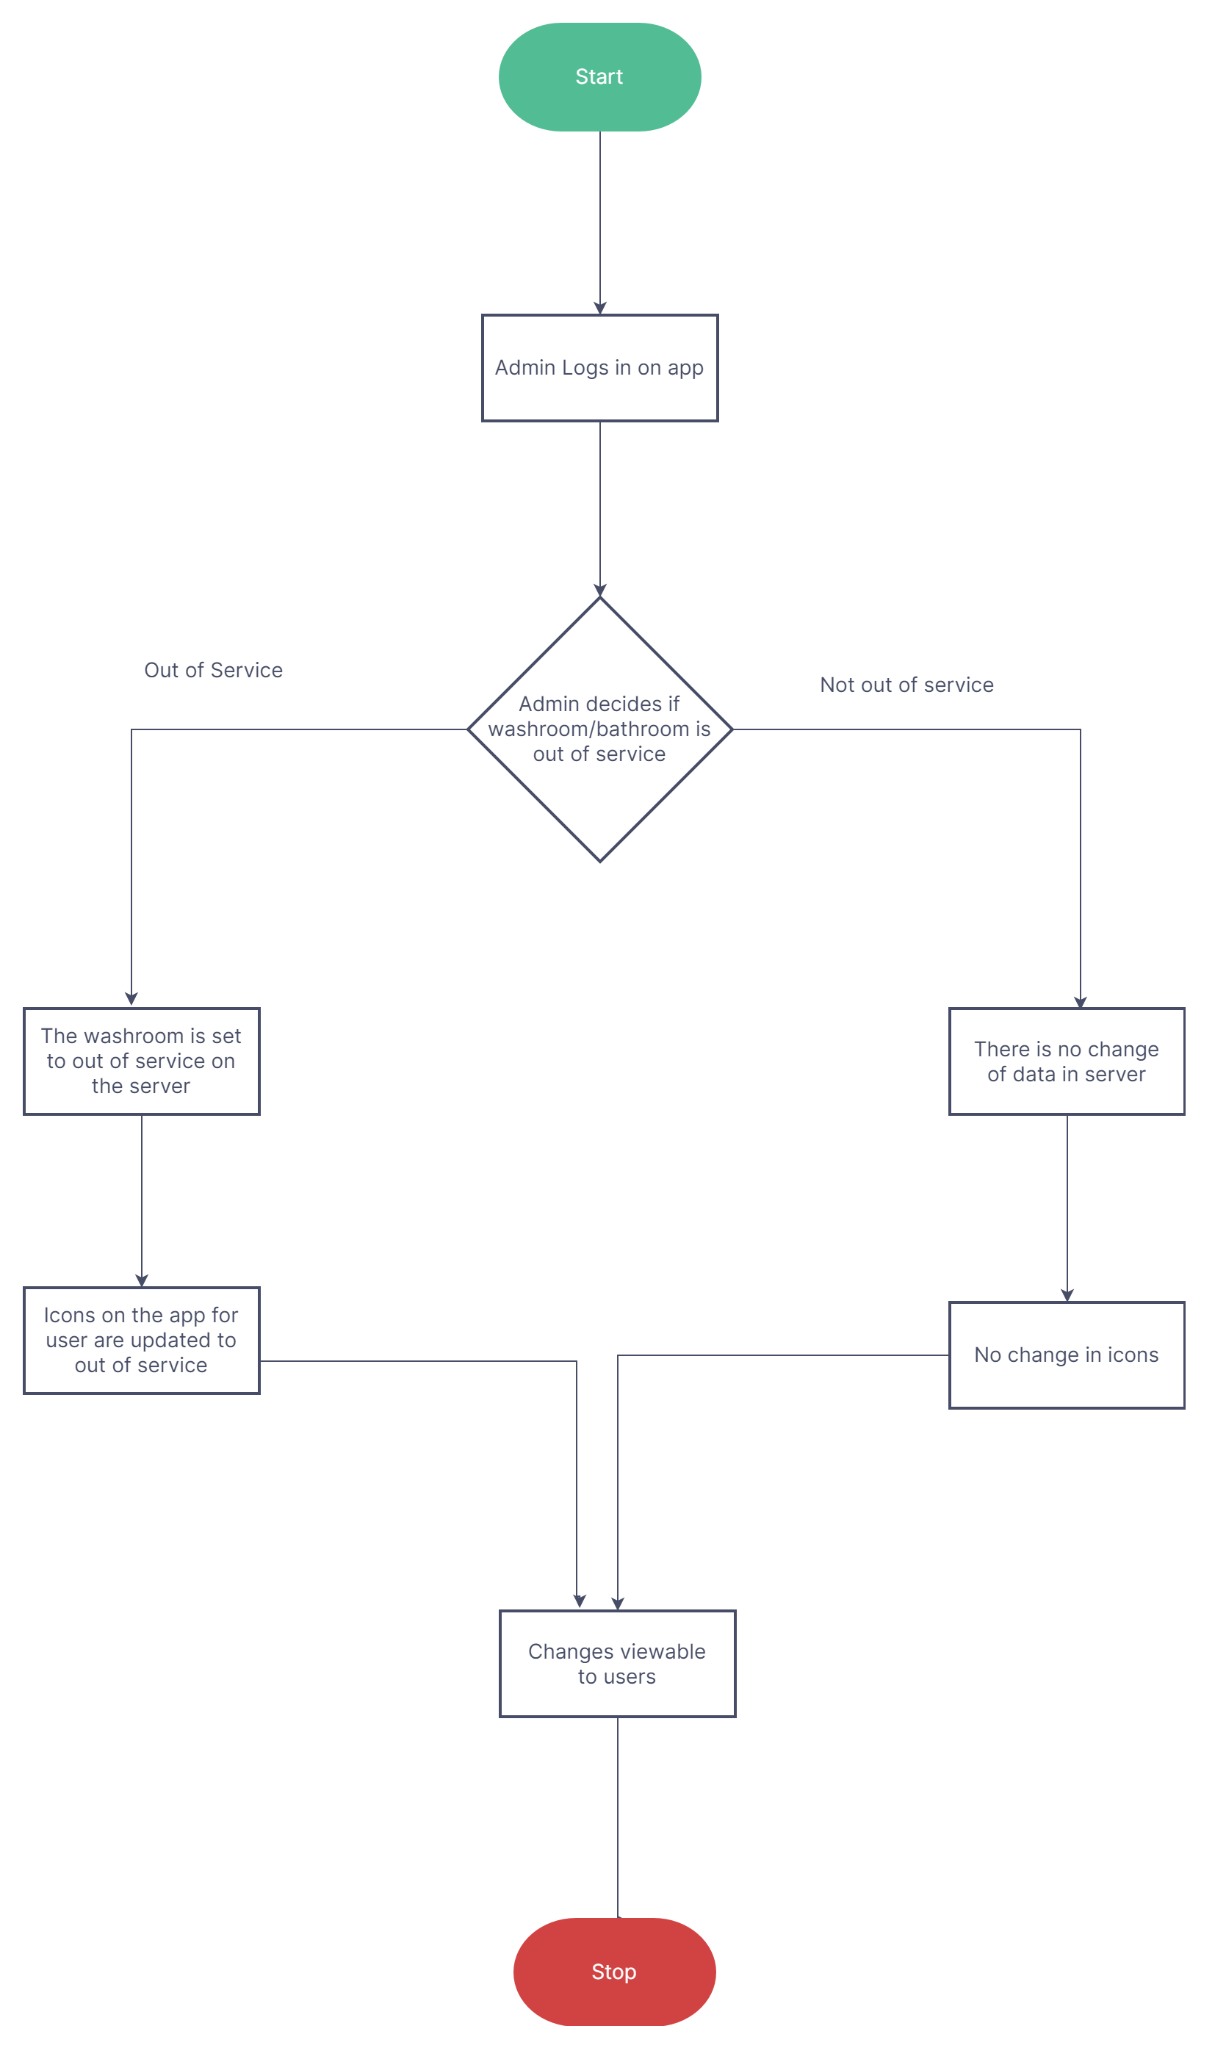 Start
Admin Logs in on app
Out of Service
Not out of service
Admin decides if
washroom/bathroom is
out of service
The washroom is set
to out of service on
the server
There is no change
of data in server
Icons on the app for
user are updated to
out of service
No change in icons
Changes viewable
to users
Stop